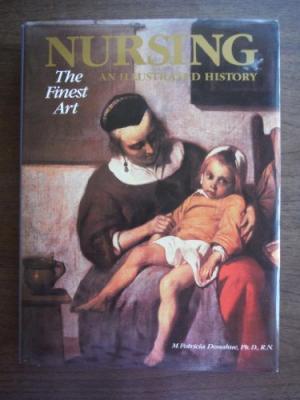 NURSING
AN ILLUSTRATED HISTORY
The
Finest
Art
M. Patricia Donahue, Ph.D., R.N.